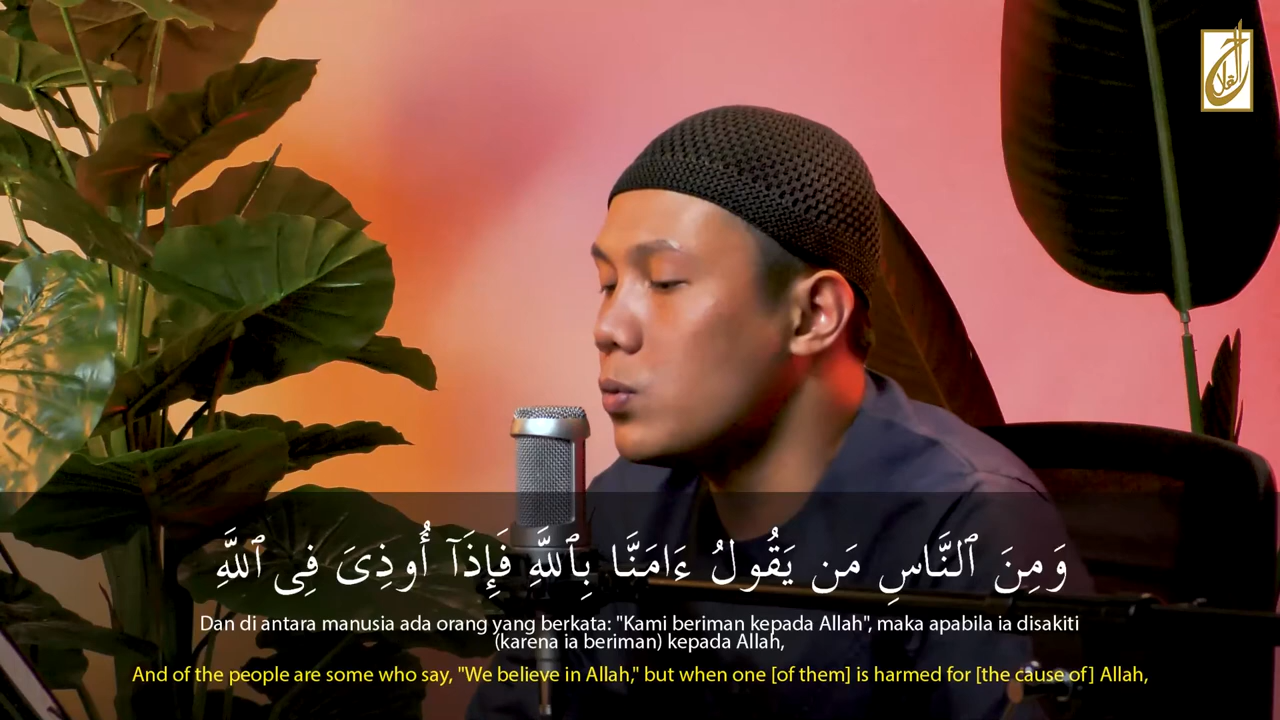 وَمِنَ ٱلنَّاسِ مَن يَقُولُ ءَامَنَّا بِٱللَّهِ فَإِذَآ أُوذِىَ فِى ٱللَّهِ
Dan di antara manusia ada orang yang berkata: "Kami beriman kepada Allah", maka apabila ia disakiti
(karena ia beriman) kepada Allah,
And of the people are some who say, "We believe in Allah," but when one [of them] is harmed for [the cause of] Allah,